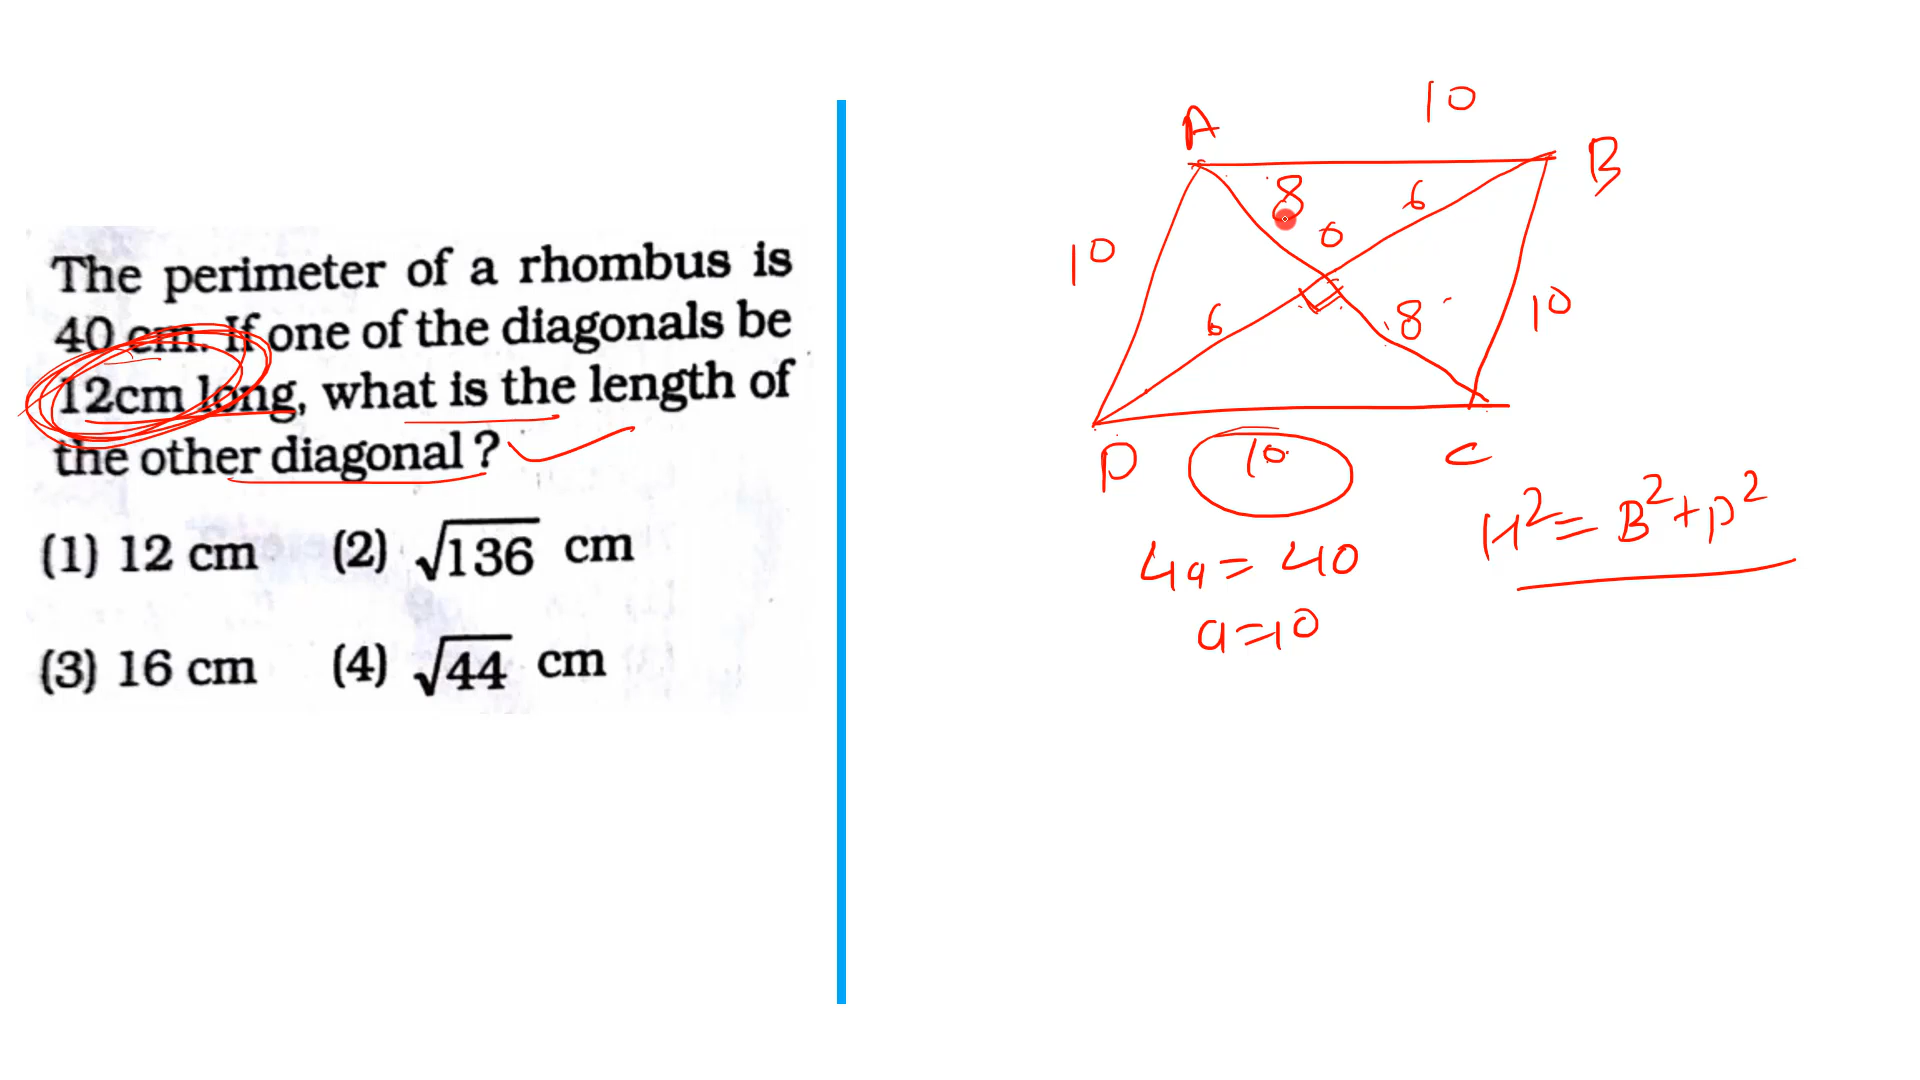 The perimeter of a rhombus is
40 cm. If one of the diagonals be
12cm long, what is the length of
the other diagonal ?
(1) 12 cm (2) √136 cm
(3) 16 cm (4) √44 cm
10
A
B
8
6
0
10
6
8
10
D
10
C
4a = 40
a=10
H²= B²+P²